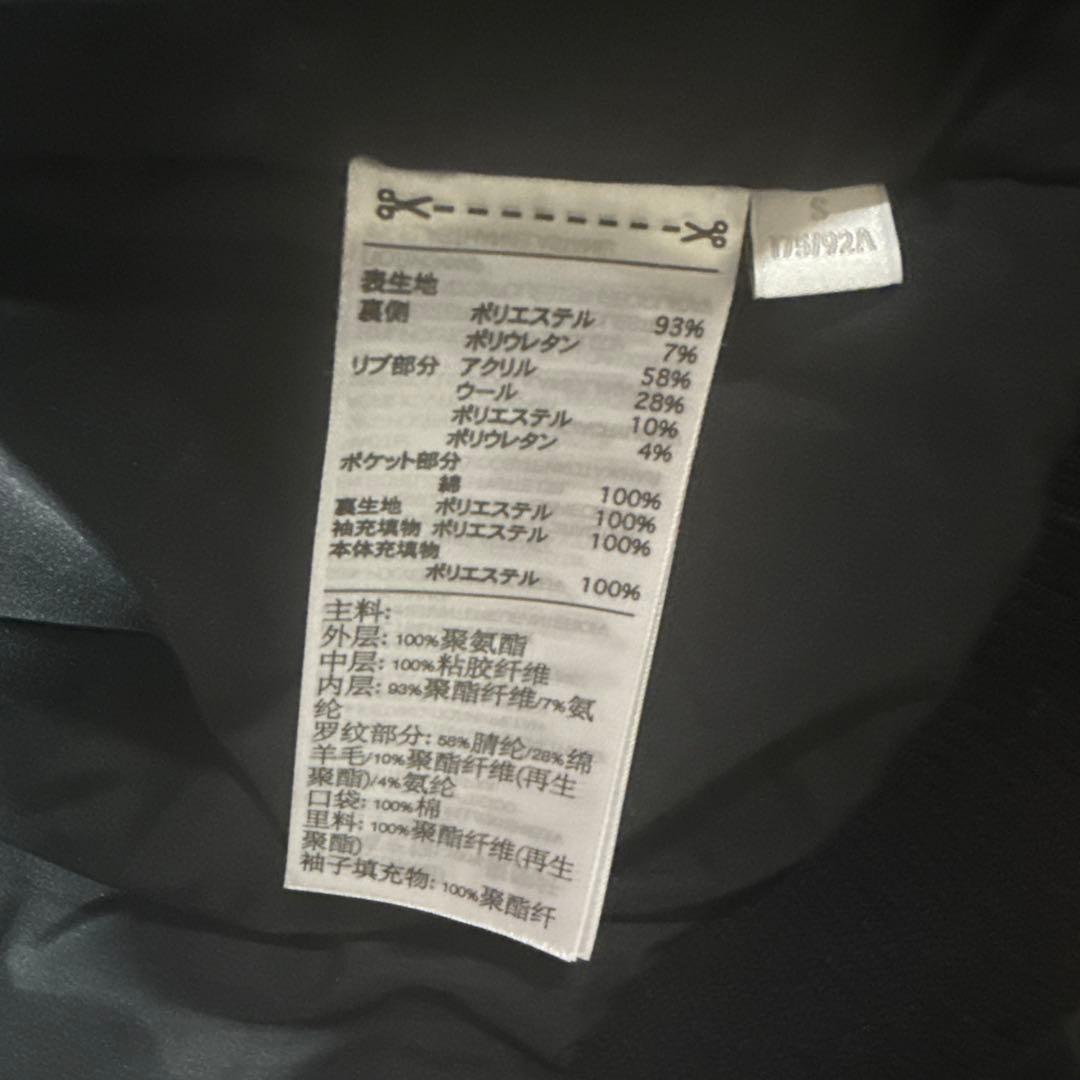 S
175/92A
表生地
裏側 ポリエステル 93%
ポリウレタン 7%
リブ部分 アクリル 58%
ウール 28%
ポリエステル 10%
ポリウレタン 4%
ポケット部分
綿 100%
裏生地 ポリエステル 100%
袖充填物 ポリエステル 100%
本体充填物
ポリエステル 100%
主料:
外层: 100%聚氨酯
中层: 100%粘胶纤维
内层: 93%聚酯纤维/7%氨
纶
罗纹部分: 58%腈纶/28%绵
羊毛/10%聚酯纤维(再生
聚酯)/4%氨纶
口袋: 100%棉
里料: 100%聚酯纤维(再生
聚酯)
袖子填充物: 100%聚酯纤